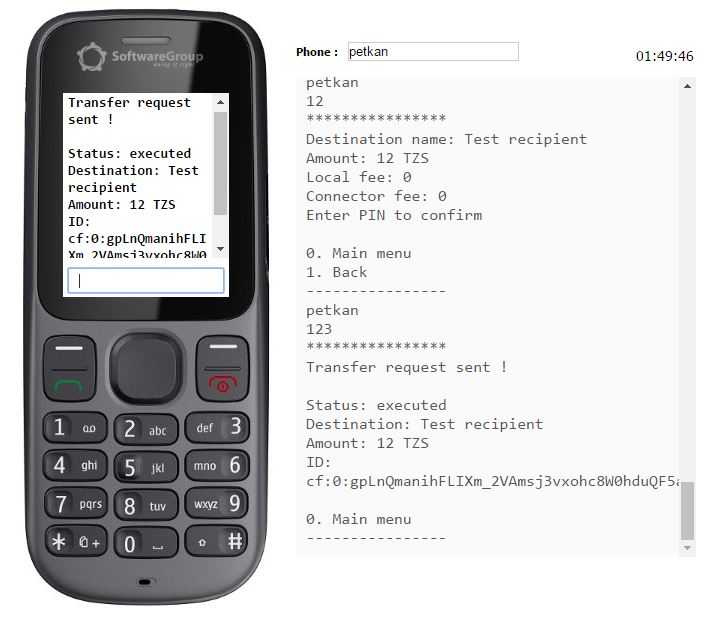 SoftwareGroup
doing it right
Transfer request
sent !
Status: executed
Destination: Test
recipient
Amount: 12 TZS
ID:
cf:0:gpLnQmanihFLI
Xm_2VAmsj3vxohc8W0
1
2 abc
def 3
4 ghi
5 jkl
mno 6
7 pqrs
8 tuv
wxyz 9
* +
0
#
Phone :
petkan
01:49:46
petkan
12
****************
Destination name: Test recipient
Amount: 12 TZS
Local fee: 0
Connector fee: 0
Enter PIN to confirm
0. Main menu
1. Back
----------------
petkan
123
****************
Transfer request sent !
Status: executed
Destination: Test recipient
Amount: 12 TZS
ID:
cf:0:gpLnQmanihFLIXm_2VAmsj3vxohc8W0hduQF5a
0. Main menu
----------------